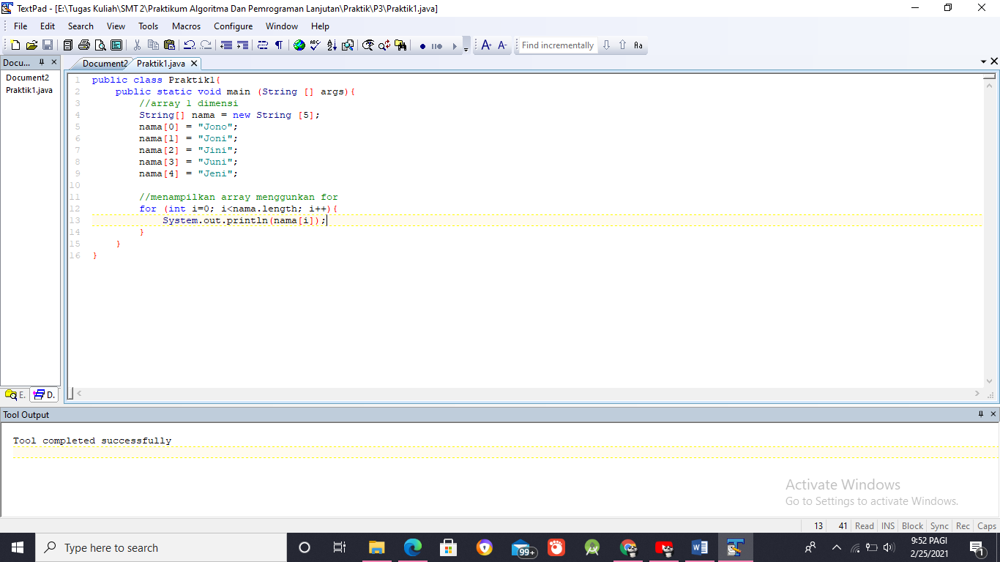 TextPad - [E:\Tugas Kuliah\SMT 2\Praktikum Algoritma Dan Pemrograman Lanjutan\Praktik\P3\Praktik1.java]
File Edit Search View Tools Macros Configure Window Help
Find incrementally
Docu...
Document2 Praktik1.java
Document2
Praktik1.java
1 public class Praktik1{
2 public static void main (String [] args){
3 //array 1 dimensi
4 String[] nama = new String [5];
5 nama[0] = "Jono";
6 nama[1] = "Joni";
7 nama[2] = "Jini";
8 nama[3] = "Juni";
9 nama[4] = "Jeni";
10
11 //menampilkan array menggunkan for
12 for (int i=0; i<nama.length; i++){
13 System.out.println(nama[i]);
14 }
15 }
16 }
E. D.
Tool Output
Tool completed successfully
Activate Windows
Go to Settings to activate Windows.
13 41 Read INS Block Sync Rec Caps
Type here to search
99+
9:52 PAGI
2/25/2021
1